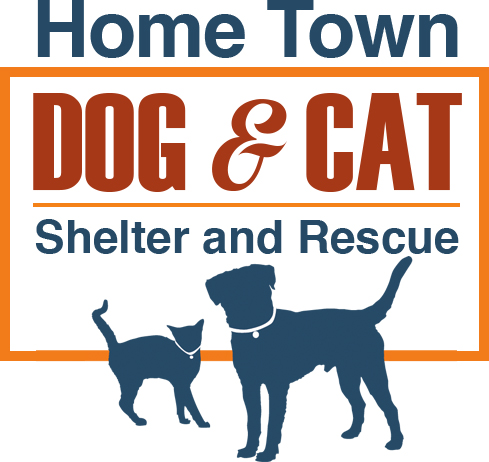 Home Town
DOG & CAT
Shelter and Rescue